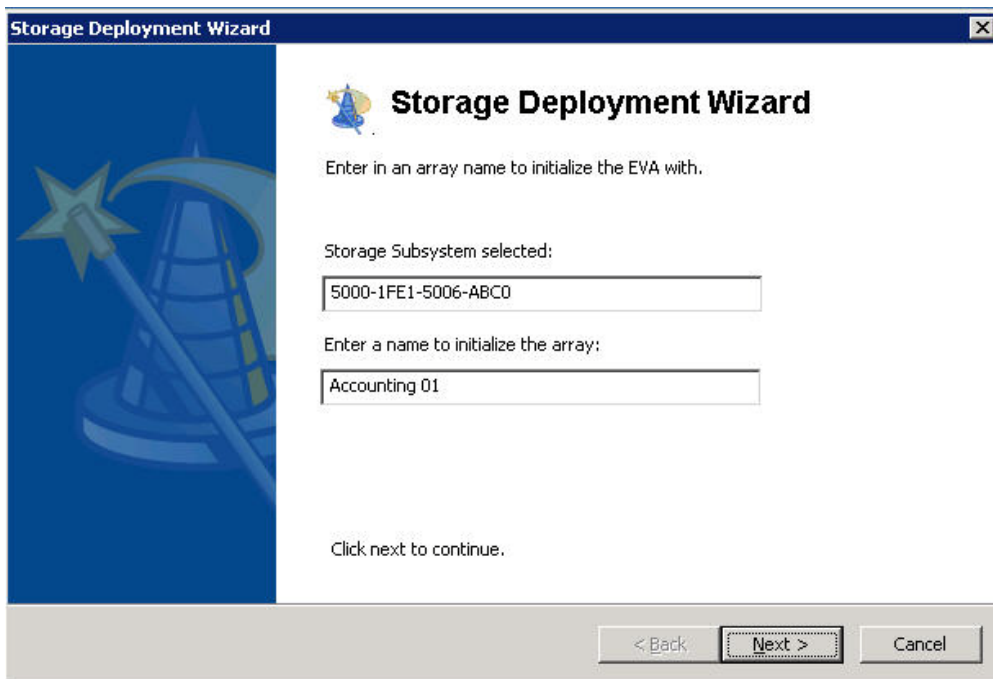 Storage Deployment Wizard
Storage Deployment Wizard
Enter in an array name to initialize the EVA with.
Storage Subsystem selected:
5000-1FE1-5006-ABC0
Enter a name to initialize the array:
Accounting 01
Click next to continue.
< Back
Next >
Cancel